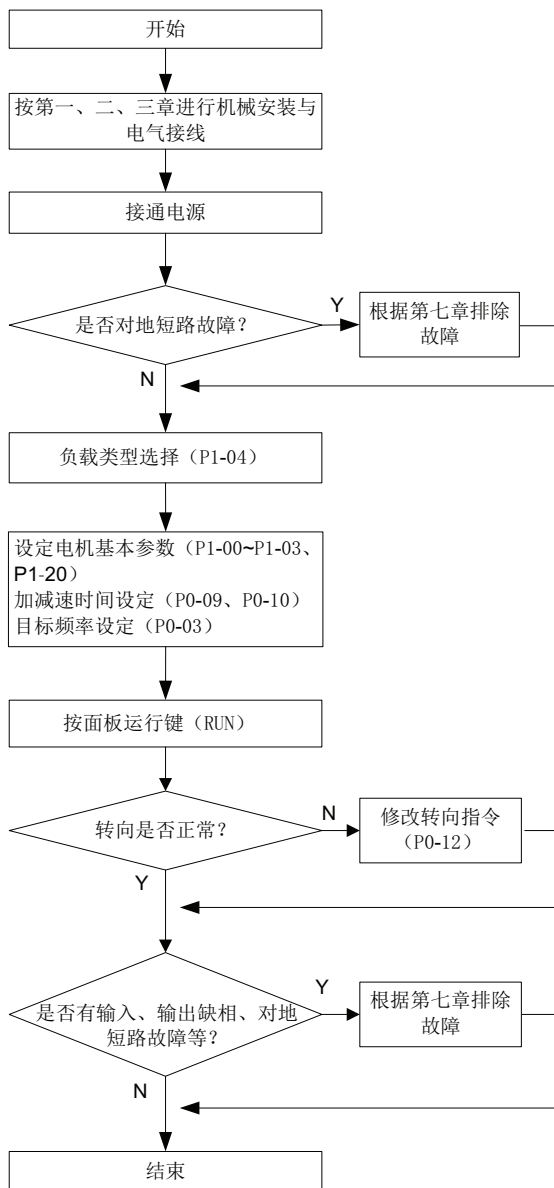 开始
按第一、二、三章进行机械安装与
电气接线
接通电源
是否对地短路故障？
Y
根据第七章排除
故障
N
负载类型选择（P1-04）
设定电机基本参数（P1-00~P1-03、
P1-20）
加减速时间设定（P0-09、P0-10）
目标频率设定（P0-03）
按面板运行键（RUN）
转向是否正常？
N
修改转向指令
（P0-12）
Y
是否有输入、输出缺相、对地
短路故障等？
Y
根据第七章排除
故障
N
结束